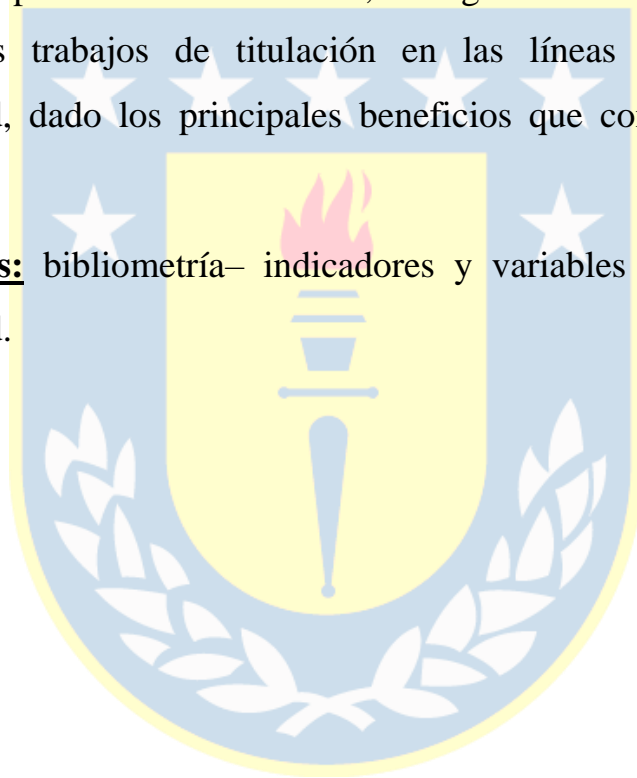 s trabajos de titulación en las líneas
l, dado los principales beneficios que co
s: bibliometría– indicadores y variables
l.